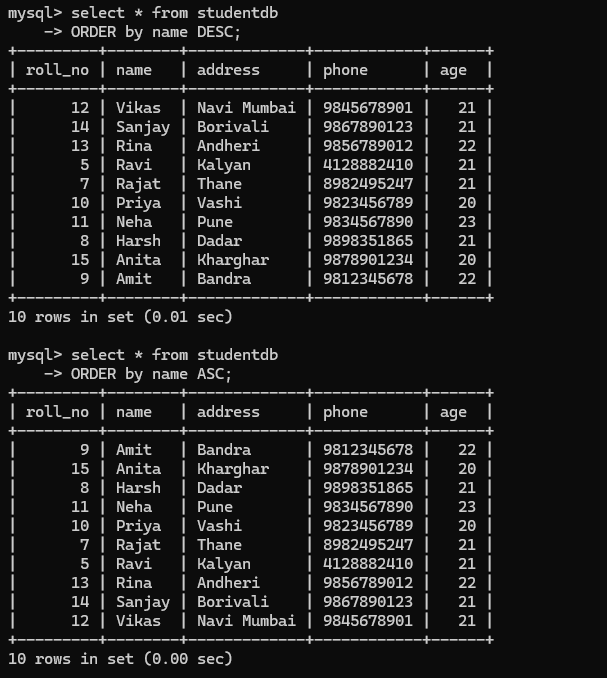 mysql> select * from studentdb
    -> ORDER by name DESC;
+---------+--------+-------------+------------+------+
| roll_no | name   | address     | phone      | age  |
+---------+--------+-------------+------------+------+
|      12 | Vikas  | Navi Mumbai | 9845678901 |   21 |
|      14 | Sanjay | Borivali    | 9867890123 |   21 |
|      13 | Rina   | Andheri     | 9856789012 |   22 |
|       5 | Ravi   | Kalyan      | 4128882410 |   21 |
|       7 | Rajat  | Thane       | 8982495247 |   21 |
|      10 | Priya  | Vashi       | 9823456789 |   20 |
|      11 | Neha   | Pune        | 9834567890 |   23 |
|       8 | Harsh  | Dadar       | 9898351865 |   21 |
|      15 | Anita  | Kharghar    | 9878901234 |   20 |
|       9 | Amit   | Bandra      | 9812345678 |   22 |
+---------+--------+-------------+------------+------+
10 rows in set (0.01 sec)

mysql> select * from studentdb
    -> ORDER by name ASC;
+---------+--------+-------------+------------+------+
| roll_no | name   | address     | phone      | age  |
+---------+--------+-------------+------------+------+
|       9 | Amit   | Bandra      | 9812345678 |   22 |
|      15 | Anita  | Kharghar    | 9878901234 |   20 |
|       8 | Harsh  | Dadar       | 9898351865 |   21 |
|      11 | Neha   | Pune        | 9834567890 |   23 |
|      10 | Priya  | Vashi       | 9823456789 |   20 |
|       7 | Rajat  | Thane       | 8982495247 |   21 |
|       5 | Ravi   | Kalyan      | 4128882410 |   21 |
|      13 | Rina   | Andheri     | 9856789012 |   22 |
|      14 | Sanjay | Borivali    | 9867890123 |   21 |
|      12 | Vikas  | Navi Mumbai | 9845678901 |   21 |
+---------+--------+-------------+------------+------+
10 rows in set (0.00 sec)